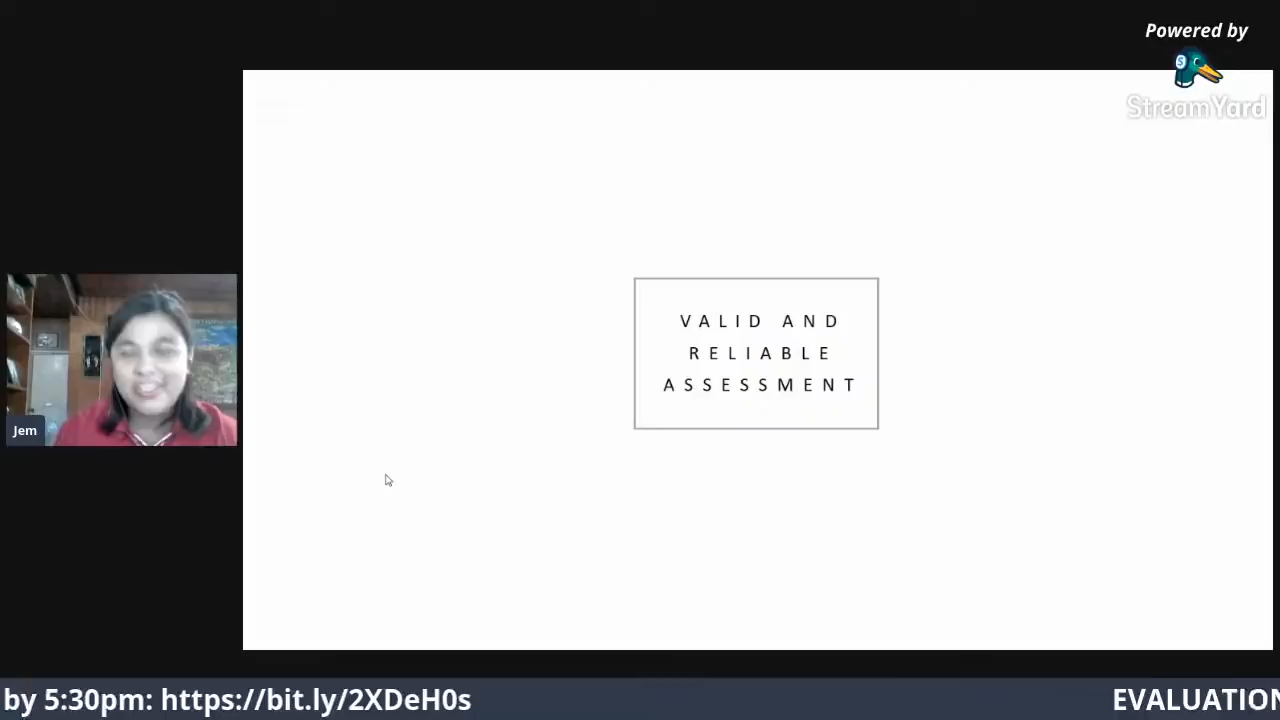 Powered by
StreamYard
VALID AND
RELIABLE
ASSESSMENT
Jem
by 5:30pm: https://bit.ly/2XDeH0s
EVALUATION